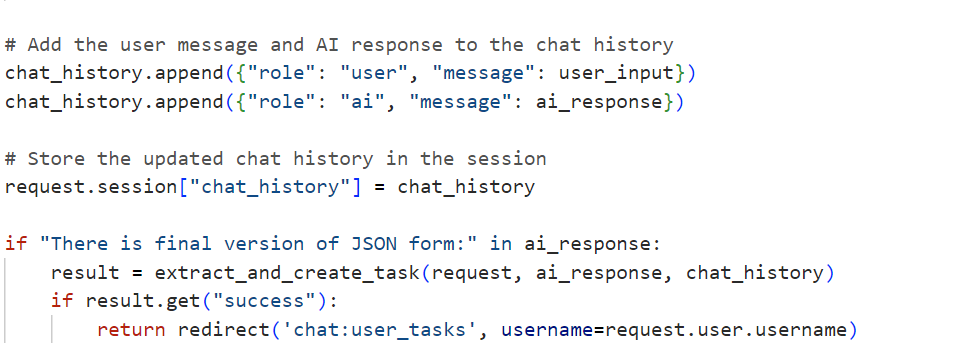 # Add the user message and AI response to the chat history
chat_history.append({"role": "user", "message": user_input})
chat_history.append({"role": "ai", "message": ai_response})
# Store the updated chat history in the session
request.session["chat_history"] = chat_history
if "There is final version of JSON form:" in ai_response:
    result = extract_and_create_task(request, ai_response, chat_history)
    if result.get("success"):
        return redirect('chat:user_tasks', username=request.user.username)